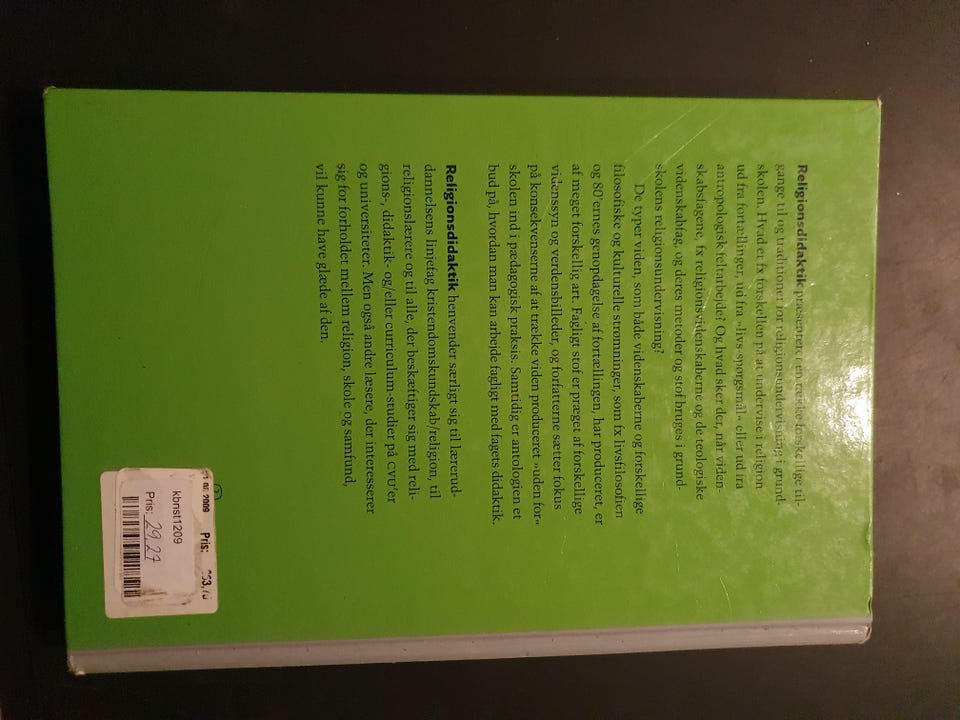 Religionsdidaktik præsenterer en række forskellige til-
gange til og traditioner for religionsundervisning i grund-
skolen. Hvad er fx forskellen på at undervise i religion
ud fra fortællinger, ud fra »livs-spørgsmål« eller ud fra
antropologisk feltarbejde? Og hvad sker der, når viden-
skabsfagene, fx religionsvidenskaberne og de teologiske
videnskabfag, og deres metoder og stof bruges i grund-
skolens religionsundervisning?
De typer viden, som både videnskaberne og forskellige
filosofiske og kulturelle strømninger, som fx livsfilosofien
og 80'ernes genopdagelse af fortællingen, har produceret, er
af meget forskellig art. Fagligt stof er præget af forskellige
videnssyn og verdensbilleder, og forfatterne sætter fokus
på konsekvenserne af at trække viden produceret »uden for«
skolen ind i pædagogisk praksis. Samtidig er antologien et
bud på, hvordan man kan arbejde fagligt med fagets didaktik.
Religionsdidaktik henvender særligt sig til lærerud-
dannelsens linjefag kristendomskundskab/religion, til
religionslærere og til alle, der beskæftiger sig med reli-
gions-, didaktik- og/eller curriculum-studier på CVU'er
og universiteter. Men også andre læsere, der interesserer
sig for forholdet mellem religion, skole og samfund,
vil kunne have glæde af den.
2009 Pris:
kbnst1209
Pris: 29,27